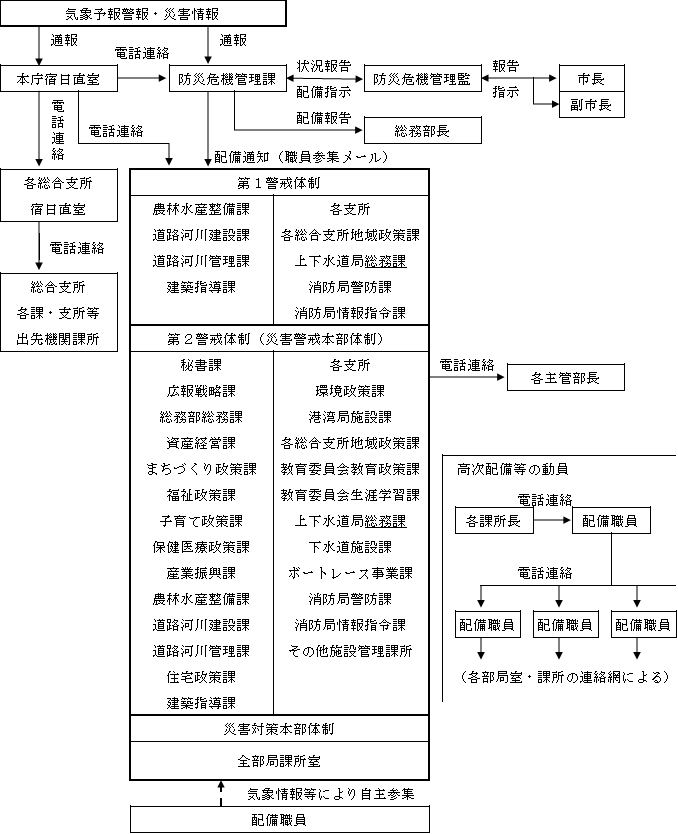 気象予報警報・災害情報
通報
通報
電話連絡
本庁宿日直室
防災危機管理課
状況報告
配備指示
防災危機管理監
報告
指示
市長
副市長
電話連絡
電話連絡
配備報告
総務部長
配備通知（職員参集メール）
各総合支所
宿日直室
電話連絡
総合支所
各課・支所等
出先機関課所
第１警戒体制
農林水産整備課
各支所
道路河川建設課
各総合支所地域政策課
道路河川管理課
上下水道局総務課
建築指導課
消防局警防課
消防局情報指令課
第２警戒体制（災害警戒本部体制）
秘書課
各支所
広報戦略課
環境政策課
総務部総務課
港湾局施設課
資産経営課
各総合支所地域政策課
まちづくり政策課
教育委員会教育政策課
福祉政策課
教育委員会生涯学習課
子育て政策課
上下水道局総務課
保健医療政策課
下水道施設課
産業振興課
ボートレース事業課
農林水産整備課
消防局警防課
道路河川建設課
消防局情報指令課
道路河川管理課
その他施設管理課所
住宅政策課
建築指導課
電話連絡
各主管部長
災害対策本部体制
全部局課所室
気象情報等により自主参集
配備職員
高次配備等の動員
電話連絡
各課所長
配備職員
電話連絡
配備職員
配備職員
配備職員
（各部局室・課所の連絡網による）